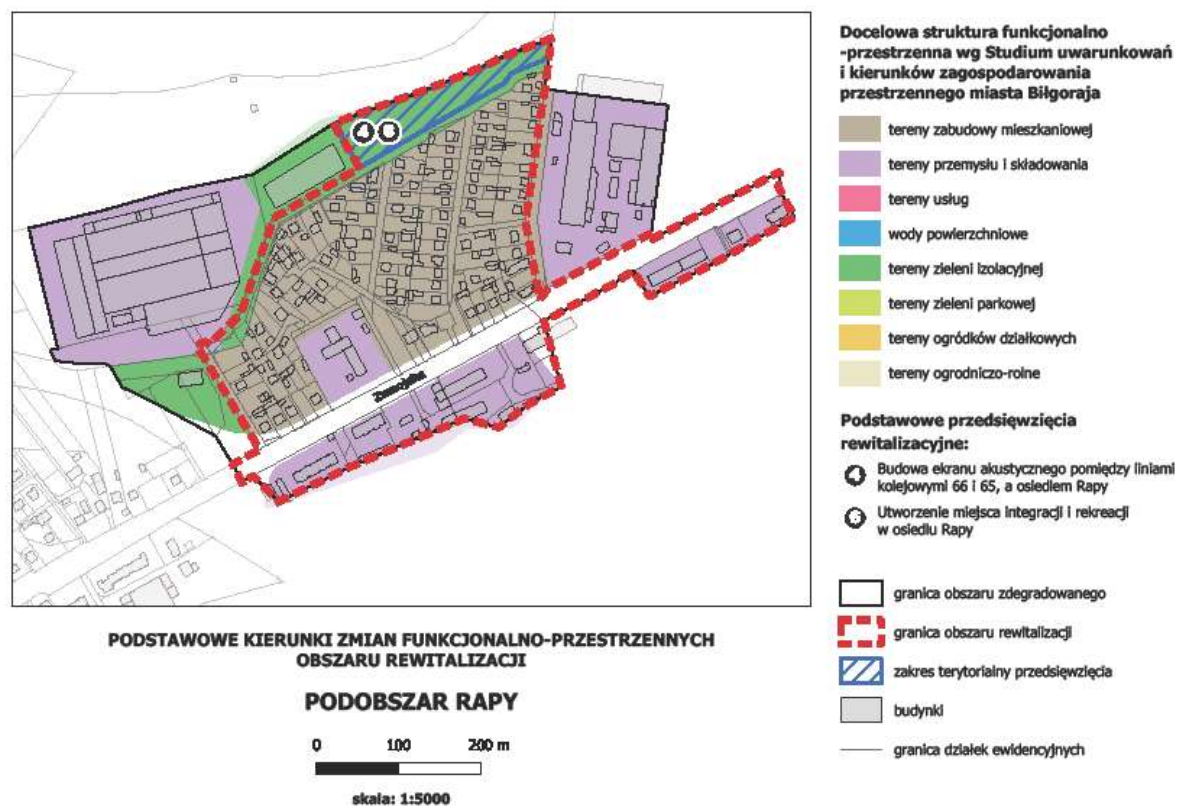 Docelowa struktura funkcjonalno
-przestrzenna wg Studium uwarunkowań
i kierunków zagospodarowania
przestrzennego miasta Biłgoraja
tereny zabudowy mieszkaniowej
tereny przemysłu i składowania
tereny usług
wody powierzchniowe
tereny zieleni izolacyjnej
tereny zieleni parkowej
tereny ogródków działkowych
tereny ogrodniczo-rolne
Podstawowe przedsięwzięcia
rewitalizacyjne:
4 Budowa ekranu akustycznego pomiędzy liniami
kolejowymi 66 i 65, a osiedlem Rapy
Utworzenie miejsca integracji i rekreacji
w osiedlu Rapy
granica obszaru zdegradowanego
granica obszaru rewitalizacji
zakres terytorialny przedsięwzięcia
budynki
granica działek ewidencyjnych
4
Zamojska
PODSTAWOWE KIERUNKI ZMIAN FUNKCJONALNO-PRZESTRZENNYCH
OBSZARU REWITALIZACJI
PODOBSZAR RAPY
0 100 200 m
skala: 1:5000